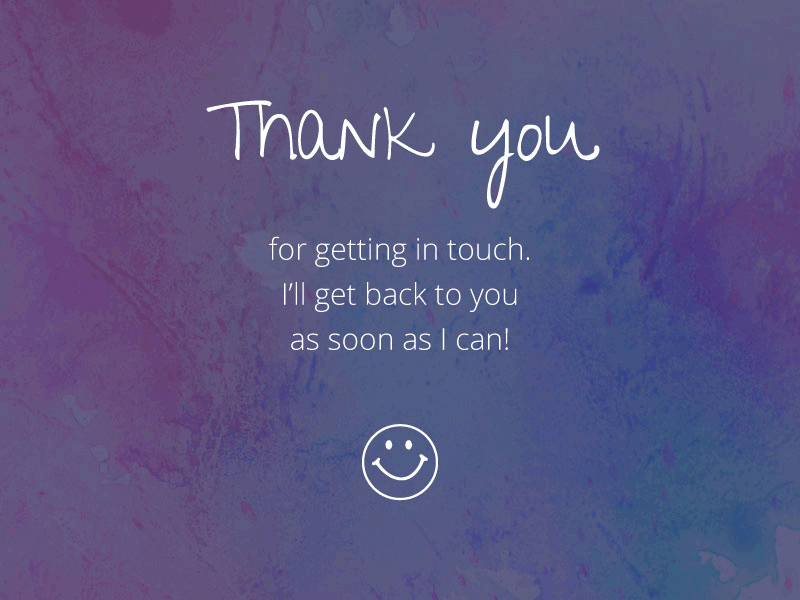 Thank you
for getting in touch.
I’ll get back to you
as soon as I can!